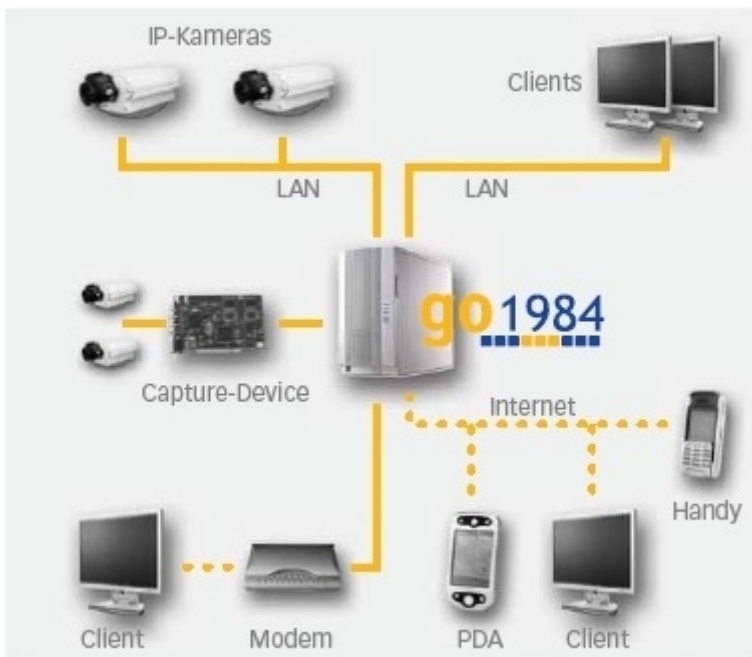 IP-Kameras
Clients
LAN
LAN
go1984
Capture-Device
Internet
Handy
Client
Modem
PDA
Client